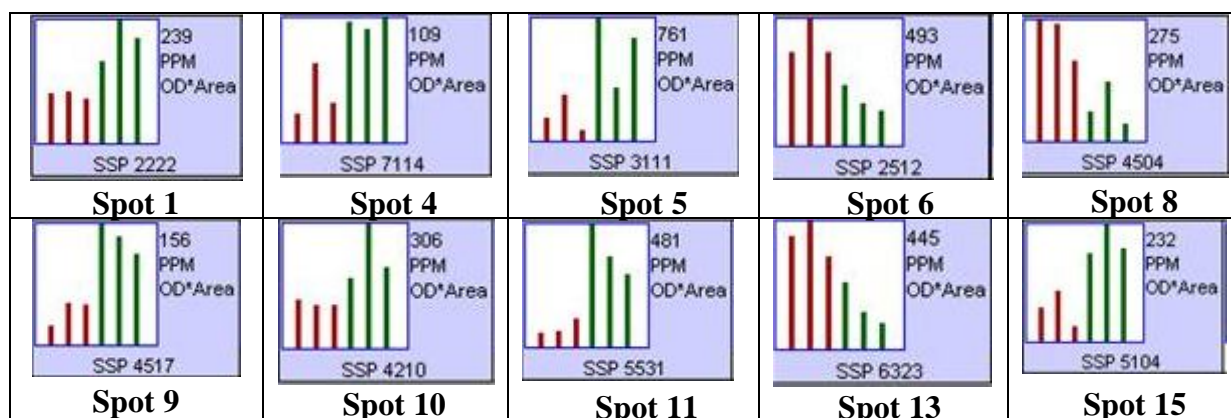 239
PPM
OD*Area
SSP 2222
109
PPM
OD*Area
SSP 7114
761
PPM
OD*Area
SSP 3111
493
PPM
OD*Area
SSP 2512
275
PPM
OD*Area
SSP 4504
Spot 1
Spot 4
Spot 5
Spot 6
Spot 8
156
PPM
OD*Area
SSP 4517
306
PPM
OD*Area
SSP 4210
481
PPM
OD*Area
SSP 5531
445
PPM
OD*Area
SSP 6323
232
PPM
OD*Area
SSP 5104
Spot 9
Spot 10
Spot 11
Spot 13
Spot 15